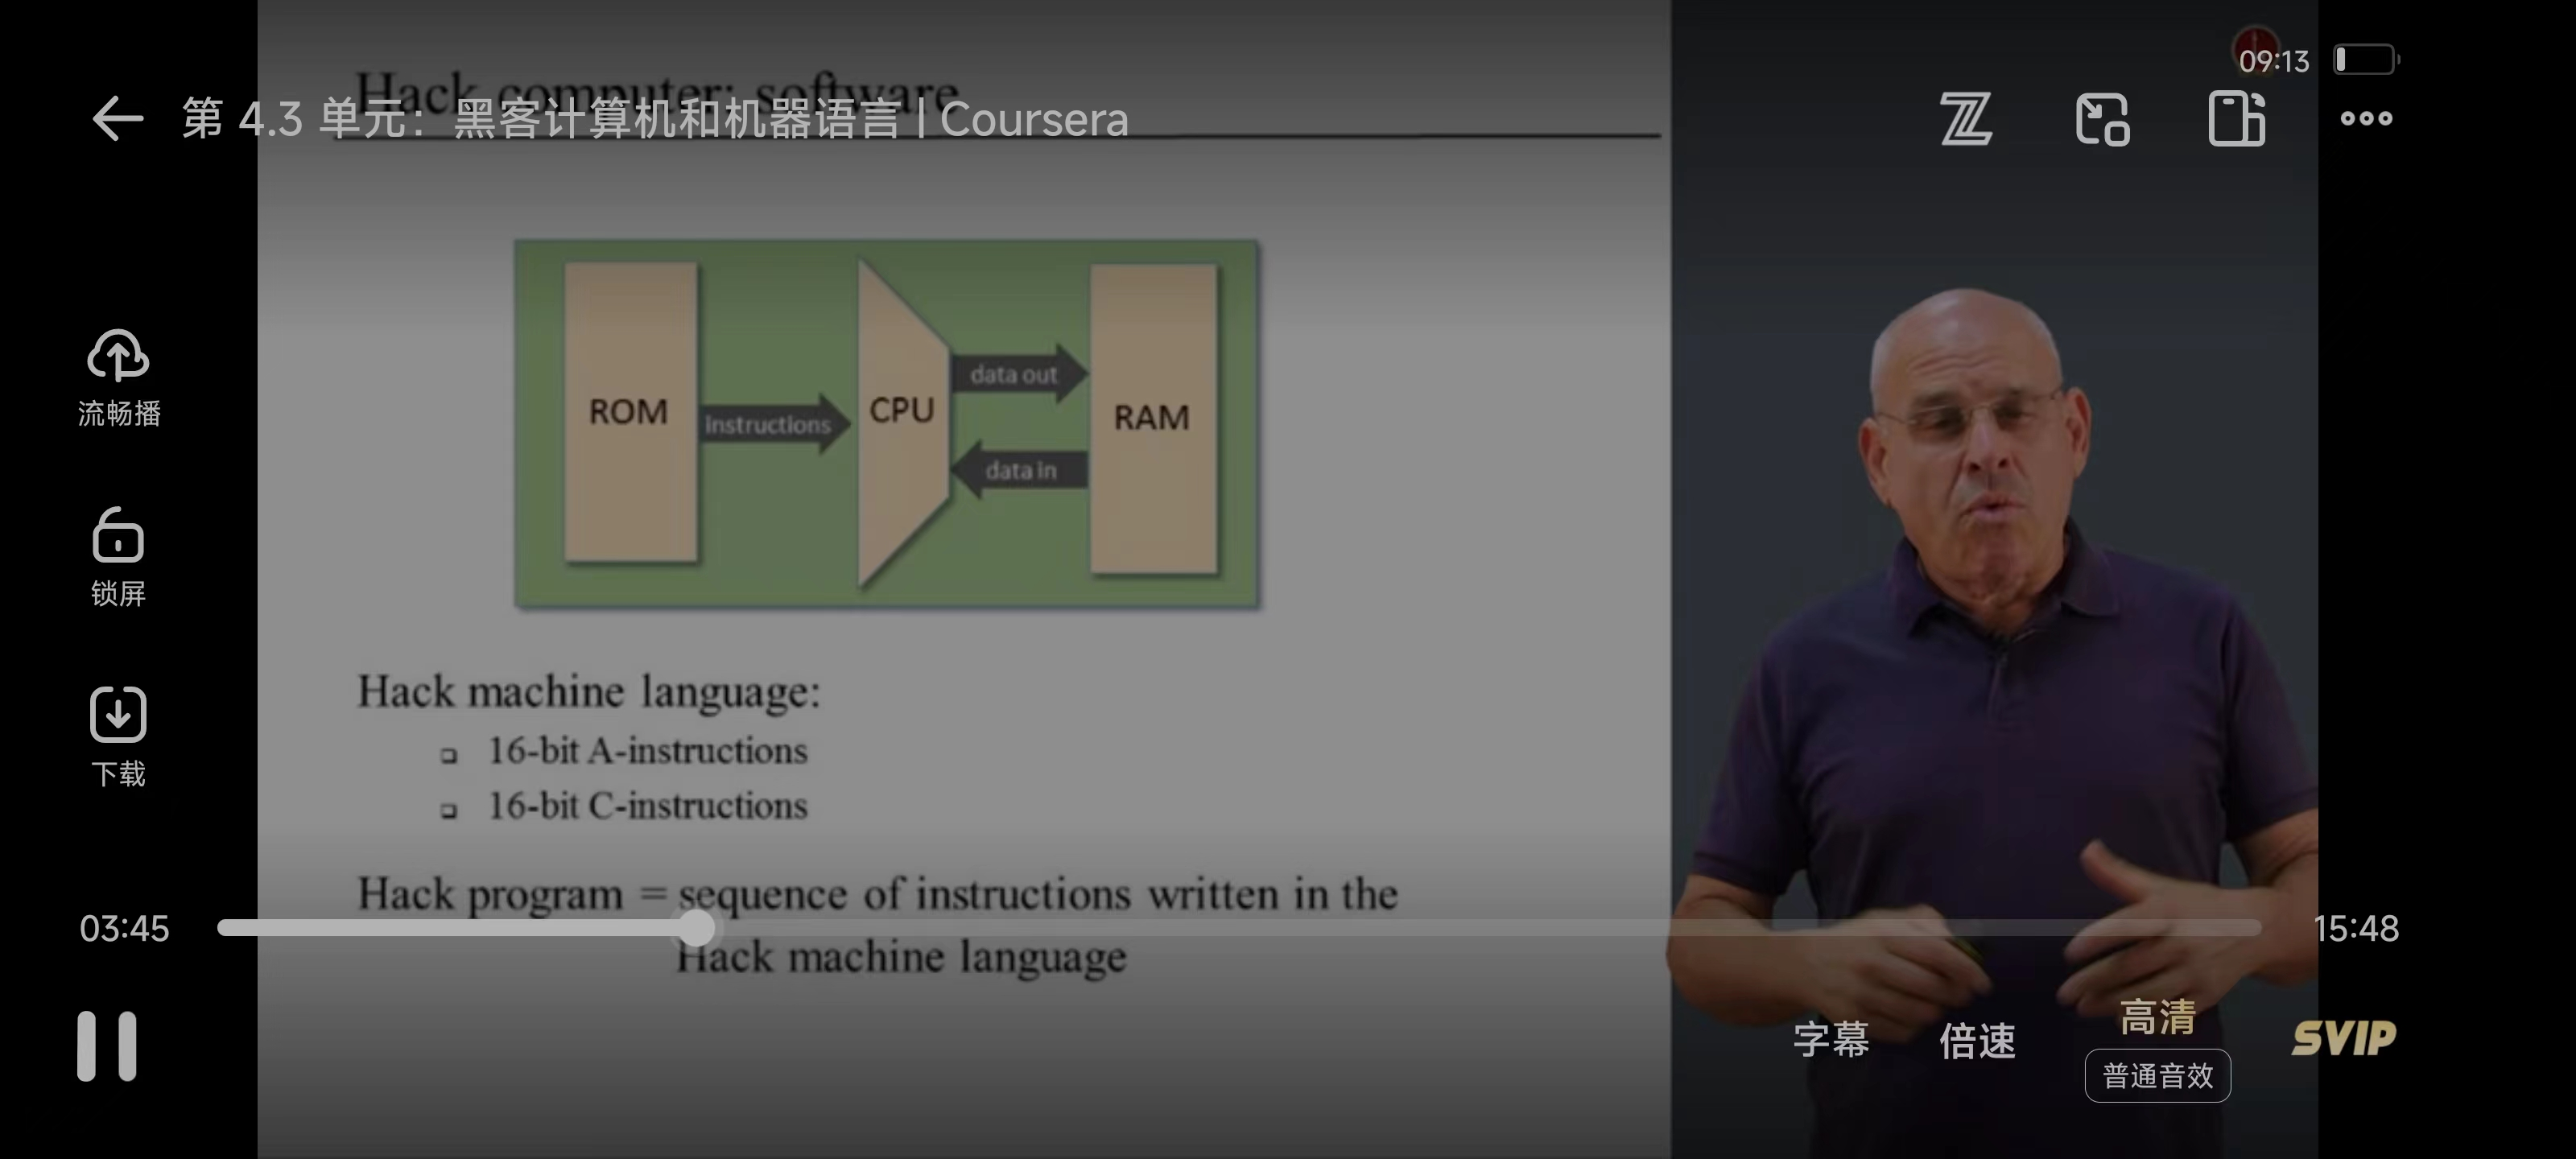 09:13
Hack computer: software
第 4.3 单元：黑客计算机和机器语言 | Coursera
ROM
instructions
CPU
data out
data in
RAM
流畅播
锁屏
下载
Hack machine language:
16-bit A-instructions
16-bit C-instructions
Hack program = sequence of instructions written in the
Hack machine language
03:45
15:48
字幕
倍速
高清
普通音效
SVIP